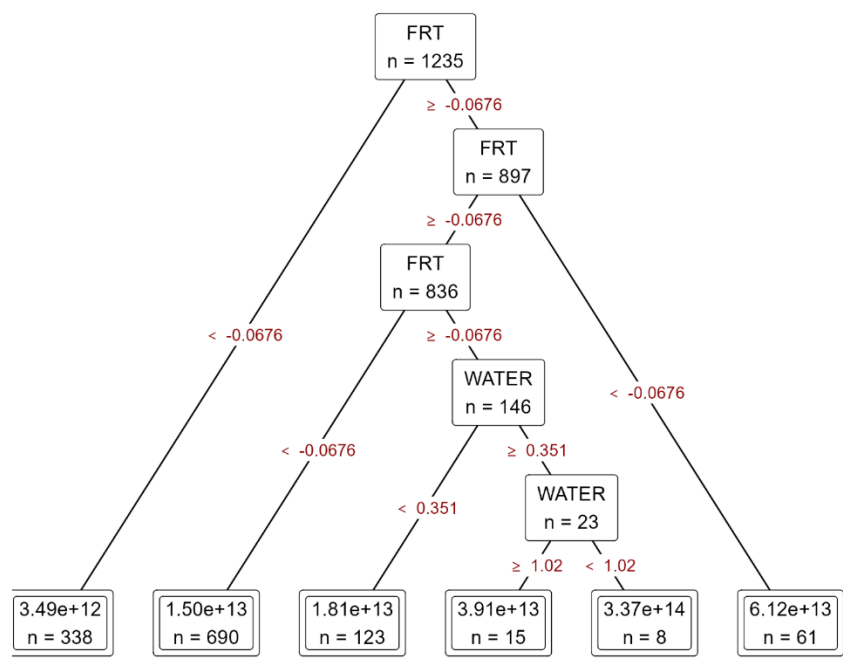 FRT
n = 1235
≥ -0.0676
FRT
n = 897
≥ -0.0676
FRT
n = 836
< -0.0676
≥ -0.0676
WATER
n = 146
< -0.0676
< -0.0676
≥ 0.351
< 0.351
WATER
n = 23
≥ 1.02
< 1.02
3.49e+12
n = 338
1.50e+13
n = 690
1.81e+13
n = 123
3.91e+13
n = 15
3.37e+14
n = 8
6.12e+13
n = 61